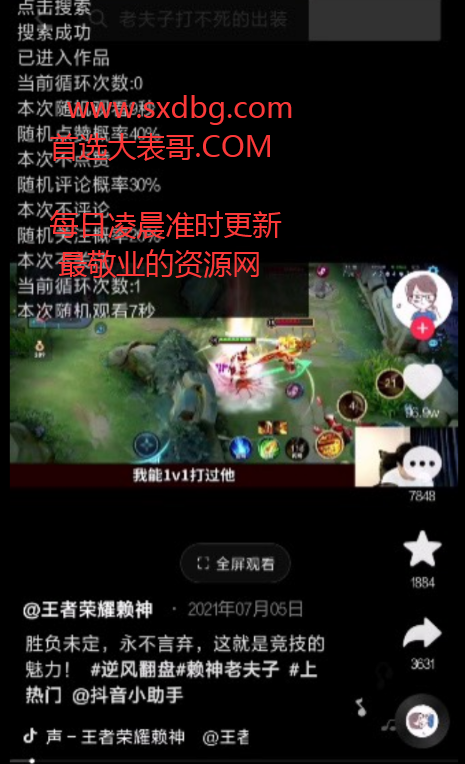 点击搜索
老夫子打不死的出装
搜索成功
已进入作品
当前循环次数:0
www.sxdbg.com
随机点赞概率40%
首选大表哥.COM
本次不点赞
随机评论概率30%
本次不评论
每日凌晨准时更新
随机关注概率20%
最敬业的资源网
当前循环次数:1
本次随机观看7秒
21
4
16.9w
我能1v1打过他
7848
全屏观看
1884
@王者荣耀赖神 · 2021年07月05日
胜负未定，永不言弃，这就是竞技的
魅力！ #逆风翻盘#赖神老夫子 #上
热门 @抖音小助手
3631
声 - 王者荣耀赖神 @王者